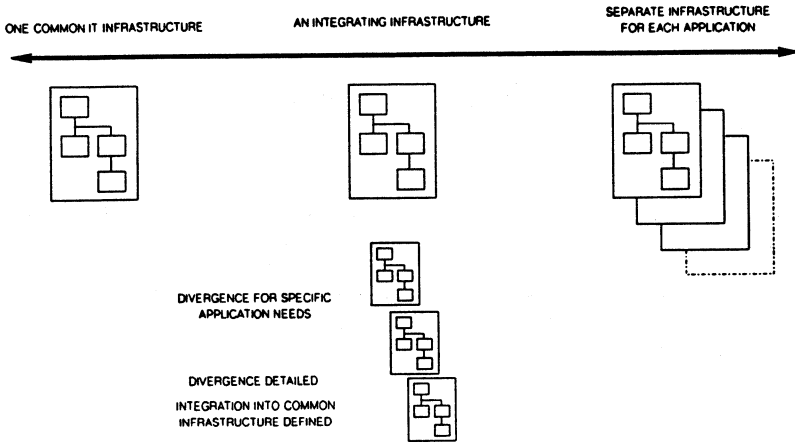 ONE COMMON IT INFRASTRUCTURE
AN INTEGRATING INFRASTRUCTURE
SEPARATE INFRASTRUCTURE
FOR EACH APPLICATION
DIVERGENCE FOR SPECIFIC
APPLICATION NEEDS
DIVERGENCE DETAILED
INTEGRATION INTO COMMON
INFRASTRUCTURE DEFINED